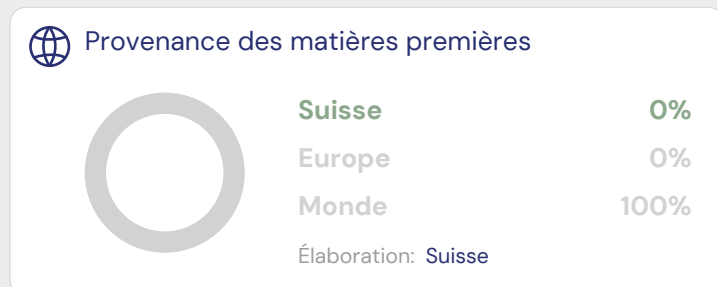 Provenance des matières premières
Suisse 0%
Europe 0%
Monde 100%
Élaboration: Suisse